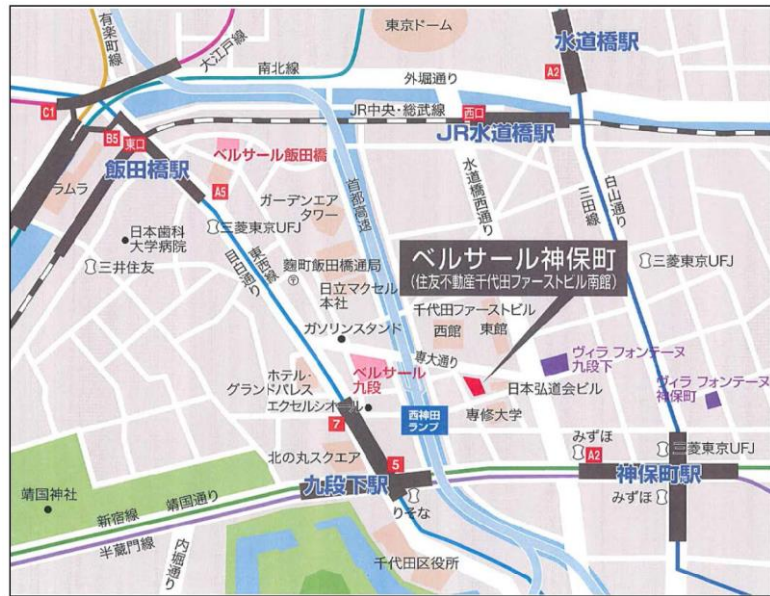 東京ドーム
水道橋駅
有楽町線
大江戸線
南北線
外堀通り
A2
C1
JR中央・総武線
西口
JR水道橋駅
B5
東口
飯田橋駅
ベルサール飯田橋
ラムラ
A5
ガーデンエア
タワー
首都高速
水道橋西通り
三田線
白山通り
日本歯科
大学病院
三菱東京UFJ
三井住友
東西線
目白通り
麹町飯田橋通局
日立マクセル
本社
ベルサール神保町
(住友不動産千代田ファーストビル南館)
三菱東京UFJ
千代田ファーストビル
西館
東館
ガソリンスタンド
専大通り
ヴィラ フォンテーヌ
九段下
ホテル・
グランドパレス
ベルサール
九段
日本弘道会ビル
ヴィラ フォンテーヌ
神保町
エクセルシオール
7
西神田
ランプ
専修大学
みずほ
A2
三菱東京UFJ
北の丸スクエア
5
九段下駅
神保町駅
みずほ
りそな
靖国神社
新宿線
靖国通り
半蔵門線
内堀通り
千代田区役所